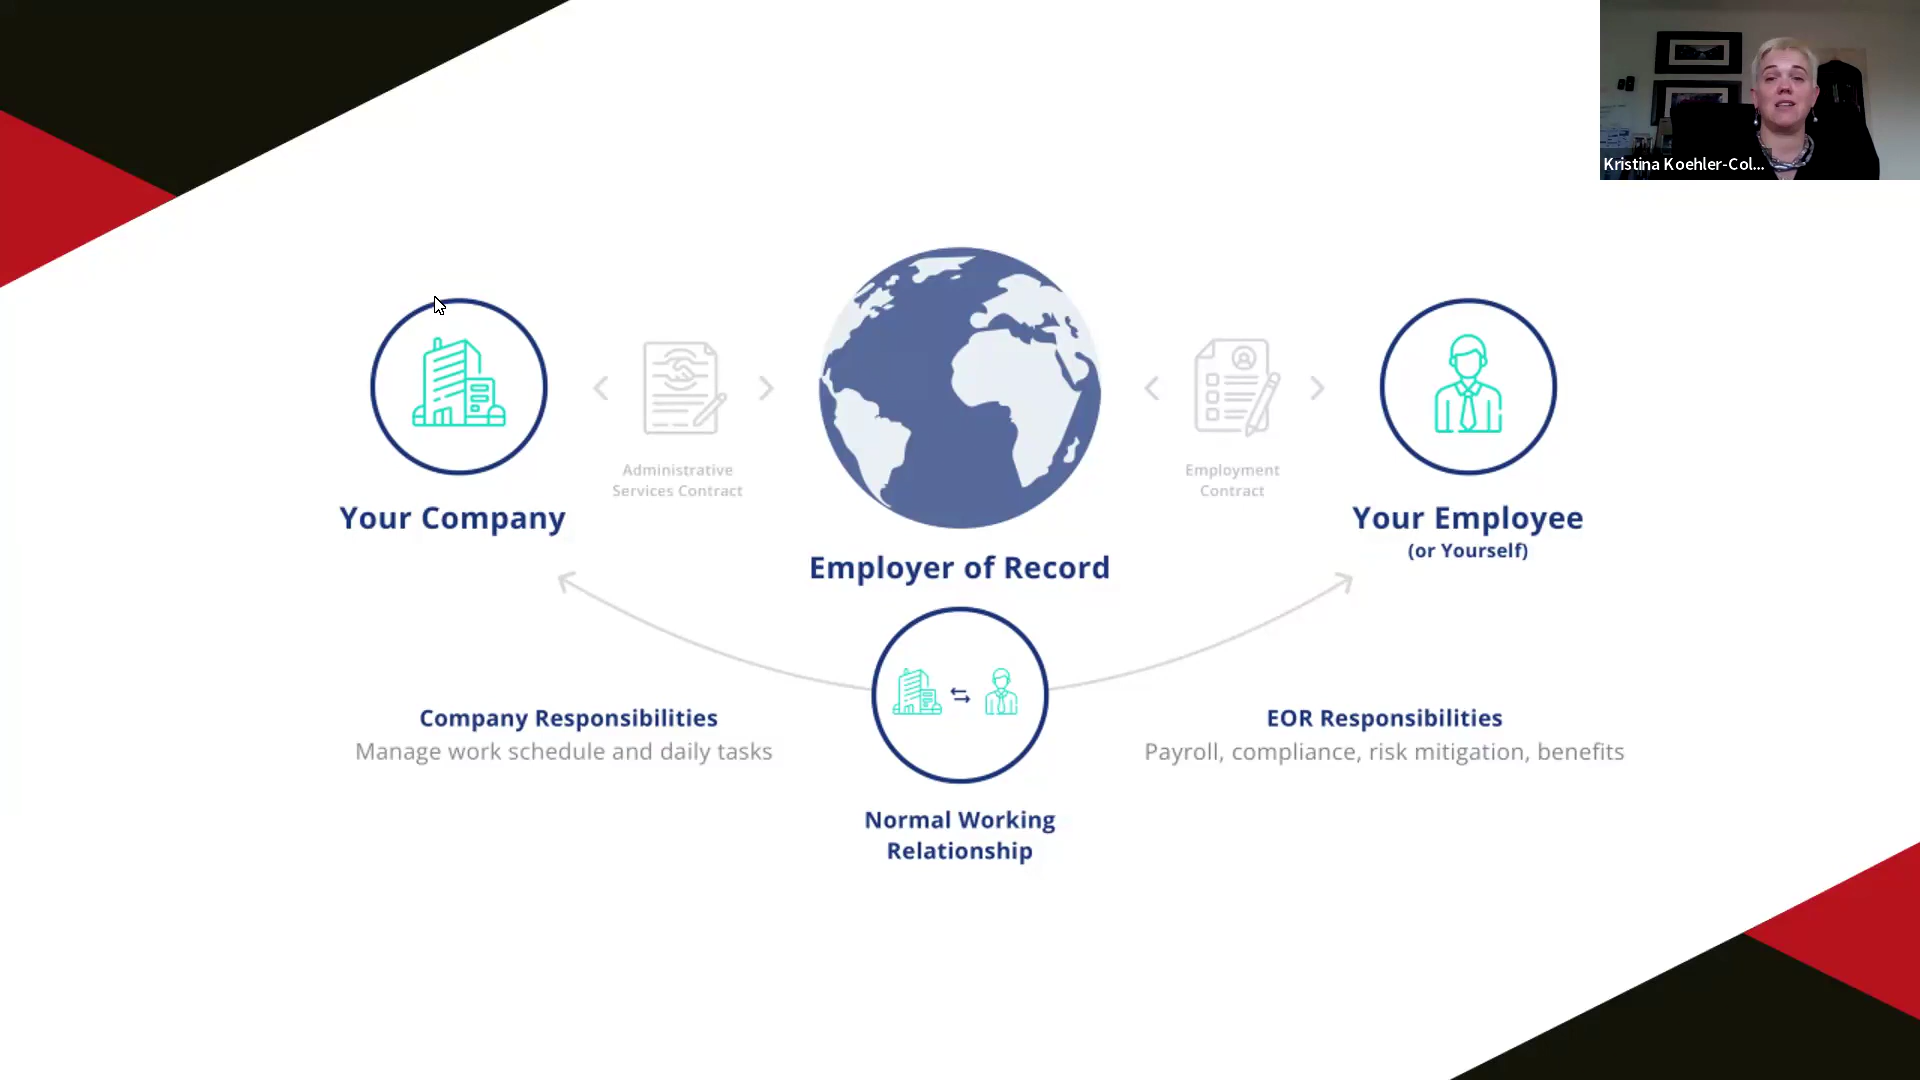 Kristina Koehler-Col...
Administrative
Services Contract
Employment
Contract
Your Company
Your Employee
(or Yourself)
Employer of Record
Company Responsibilities
Manage work schedule and daily tasks
EOR Responsibilities
Payroll, compliance, risk mitigation, benefits
Normal Working
Relationship